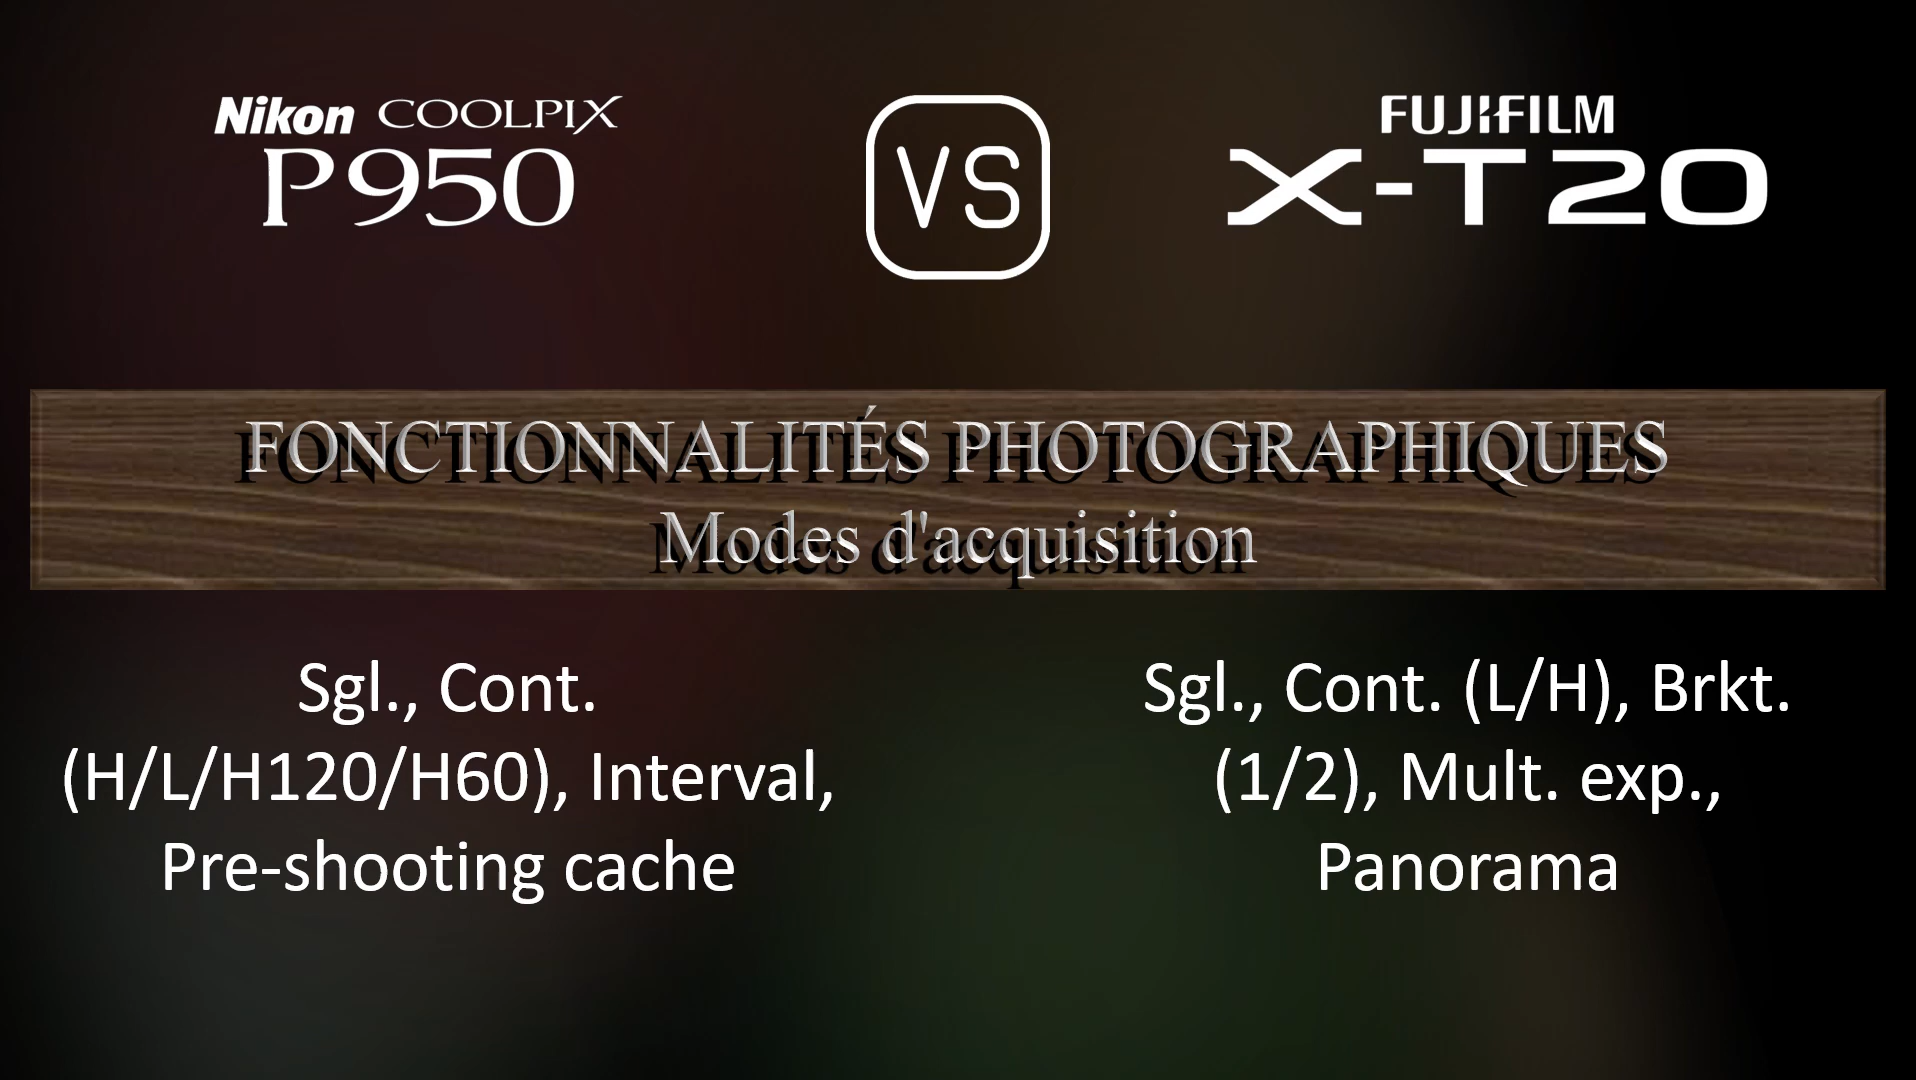 Nikon COOLPIX
P950
VS
FUJIFILM
X-T20
FONCTIONNALITÉS PHOTOGRAPHIQUES
Modes d'acquisition
Sgl., Cont.
(H/L/H120/H60), Interval,
Pre-shooting cache
Sgl., Cont. (L/H), Brkt.
(1/2), Mult. exp.,
Panorama